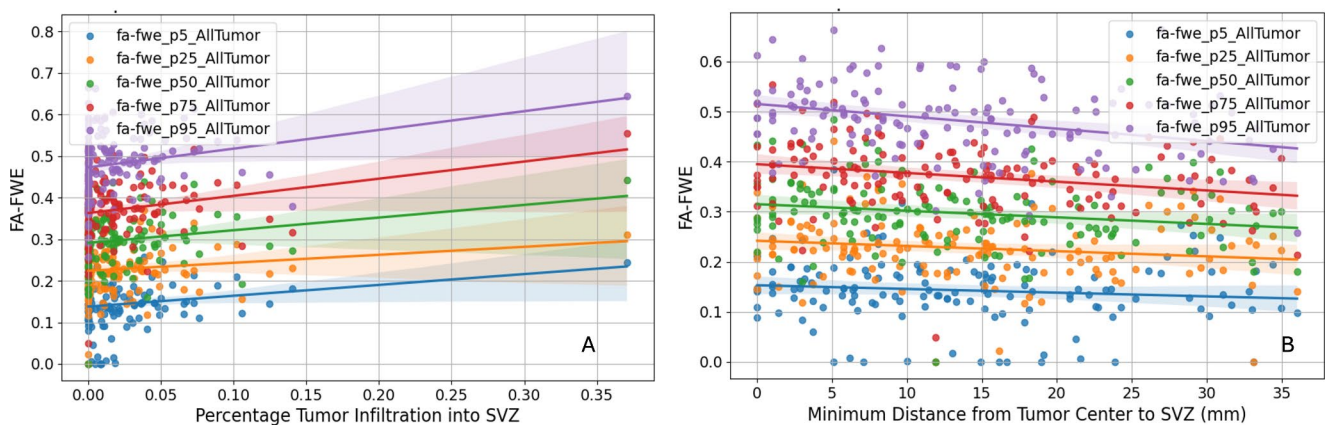 FA-FWE
0.8
0.7
0.6
0.5
0.4
0.3
0.2
0.1
0.0
fa-fwe_p5_AllTumor
fa-fwe_p25_AllTumor
fa-fwe_p50_AllTumor
fa-fwe_p75_AllTumor
fa-fwe_p95_AllTumor
A
0.00 0.05 0.10 0.15 0.20 0.25 0.30 0.35
Percentage Tumor Infiltration into SVZ
FA-FWE
0.6
0.5
0.4
0.3
0.2
0.1
0.0
fa-fwe_p5_AllTumor
fa-fwe_p25_AllTumor
fa-fwe_p50_AllTumor
fa-fwe_p75_AllTumor
fa-fwe_p95_AllTumor
B
0 5 10 15 20 25 30 35
Minimum Distance from Tumor Center to SVZ (mm)